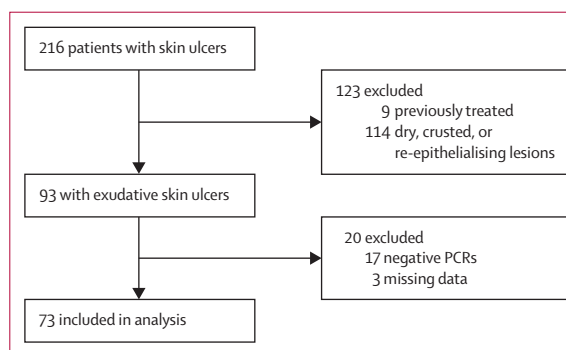 216 patients with skin ulcers
123 excluded
9 previously treated
114 dry, crusted, or
re-epithelialising lesions
93 with exudative skin ulcers
20 excluded
17 negative PCRs
3 missing data
73 included in analysis